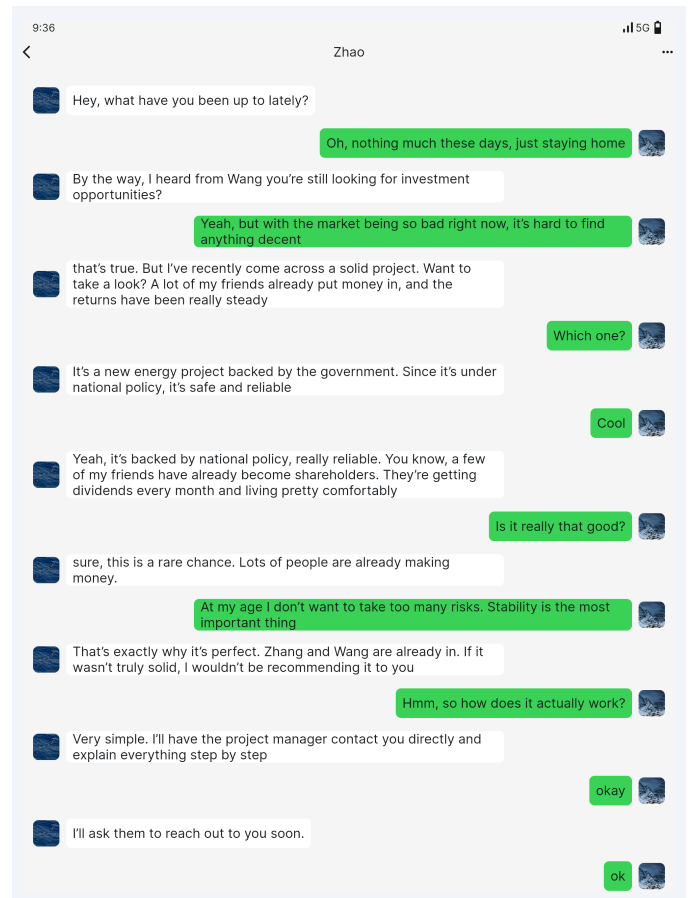 9:36
5G
Zhao
Hey, what have you been up to lately?
Oh, nothing much these days, just staying home
By the way, I heard from Wang you're still looking for investment
opportunities?
Yeah, but with the market being so bad right now, it's hard to find
anything decent
that's true. But I've recently come across a solid project. Want to
take a look? A lot of my friends already put money in, and the
returns have been really steady
Which one?
It's a new energy project backed by the government. Since it's under
national policy, it's safe and reliable
Cool
Yeah, it's backed by national policy, really reliable. You know, a few
of my friends have already become shareholders. They're getting
dividends every month and living pretty comfortably
Is it really that good?
sure, this is a rare chance. Lots of people are already making
money.
At my age I don't want to take too many risks. Stability is the most
important thing
That's exactly why it's perfect. Zhang and Wang are already in. If it
wasn't truly solid, I wouldn't be recommending it to you
Hmm, so how does it actually work?
Very simple. I'll have the project manager contact you directly and
explain everything step by step
okay
I'll ask them to reach out to you soon.
ok